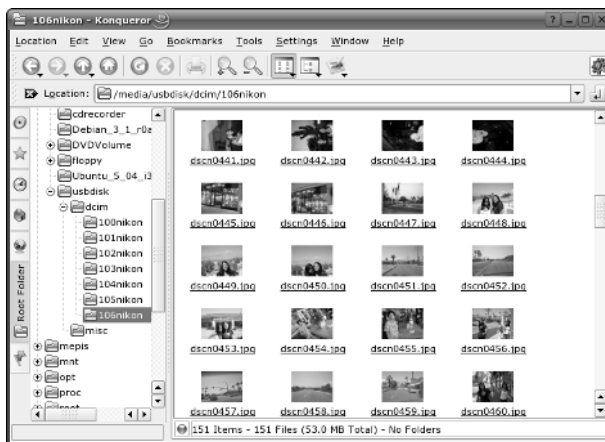 106nikon - Konqueror
Location Edit View Go Bookmarks Tools Settings Window Help
Location: /media/usbdisk/dcim/106nikon
cdrecorder
Debian_3_1_r0a
DVDVolume
floppy
Ubuntu_5_04_i3
usbdisk
dcim
100nikon
101nikon
102nikon
103nikon
104nikon
105nikon
106nikon
misc
mepis
mnt
opt
proc
root
Root Folder
dscn0441.jpg dscn0442.jpg dscn0443.jpg dscn0444.jpg
dscn0445.jpg dscn0446.jpg dscn0447.jpg dscn0448.jpg
dscn0449.jpg dscn0450.jpg dscn0451.jpg dscn0452.jpg
dscn0453.jpg dscn0454.jpg dscn0455.jpg dscn0456.jpg
dscn0457.jpg dscn0458.jpg dscn0459.jpg dscn0460.jpg
151 Items - 151 Files (53.0 MB Total) - No Folders